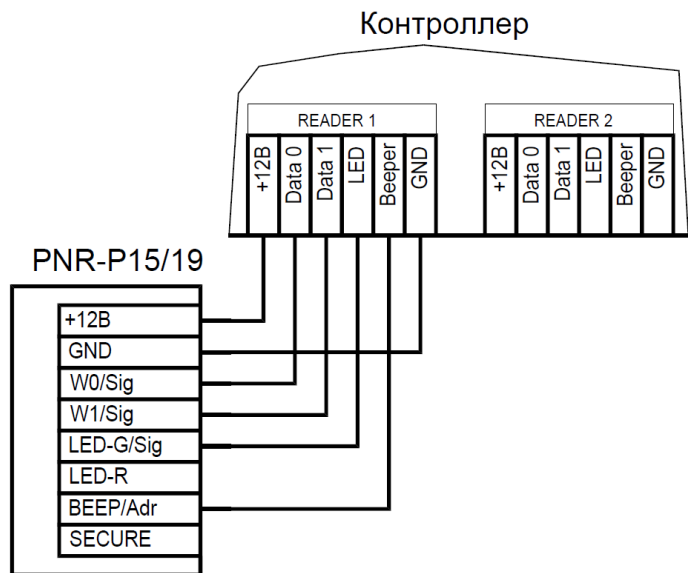 Контроллер
READER 1
READER 2
+12В
Data 0
Data 1
LED
Beeper
GND
+12В
Data 0
Data 1
LED
Beeper
GND
PNR-P15/19
+12В
GND
W0/Sig
W1/Sig
LED-G/Sig
LED-R
BEEP/Adr
SECURE